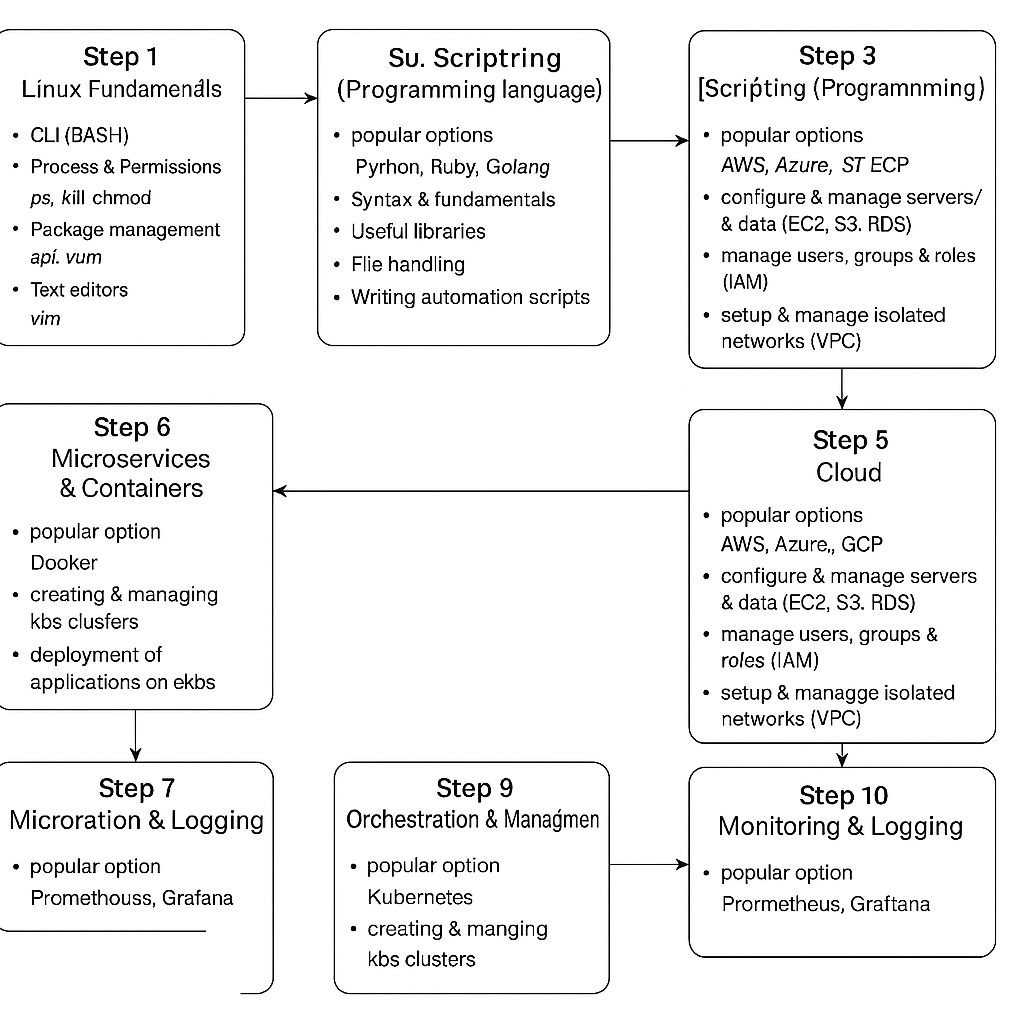 Step 1
Línux Fundamenáls
• CLI (BASH)
• Process & Permissions
ps, kill chmod
• Package management
apí. vum
• Text editors
vim
Su. Scriptring
(Programming language)
• popular options
Pyrhon, Ruby, Golang
• Syntax & fundamentals
• Useful libraries
• Flie handling
• Writing automation scripts
Step 3
[Scriṕting (Programnming)
• popular options
AWS, Azure, ST ECP
• configure & manage servers/
& data (EC2, S3. RDS)
• manage users, groups & roles
(IAM)
• setup & manage isolated
networks (VPC)
Step 6
Microservices
& Containers
• popular option
Dooker
• creating & managing
kbs clusfers
• deployment of
applications on ekbs
Step 5
Cloud
• popular options
AWS, Azure,, GCP
• configure & manage servers
& data (EC2, S3. RDS)
• manage users, groups &
roles (IAM)
• setup & managge isolated
networks (VPC)
Step 7
Microration & Logging
• popular option
Promethouss, Grafana
Step 9
Orchestration & Manaǵmen
• popular option
Kubernetes
• creating & manging
kbs clusters
Step 10
Monitoring & Logging
• popular option
Prormetheus, Graftana